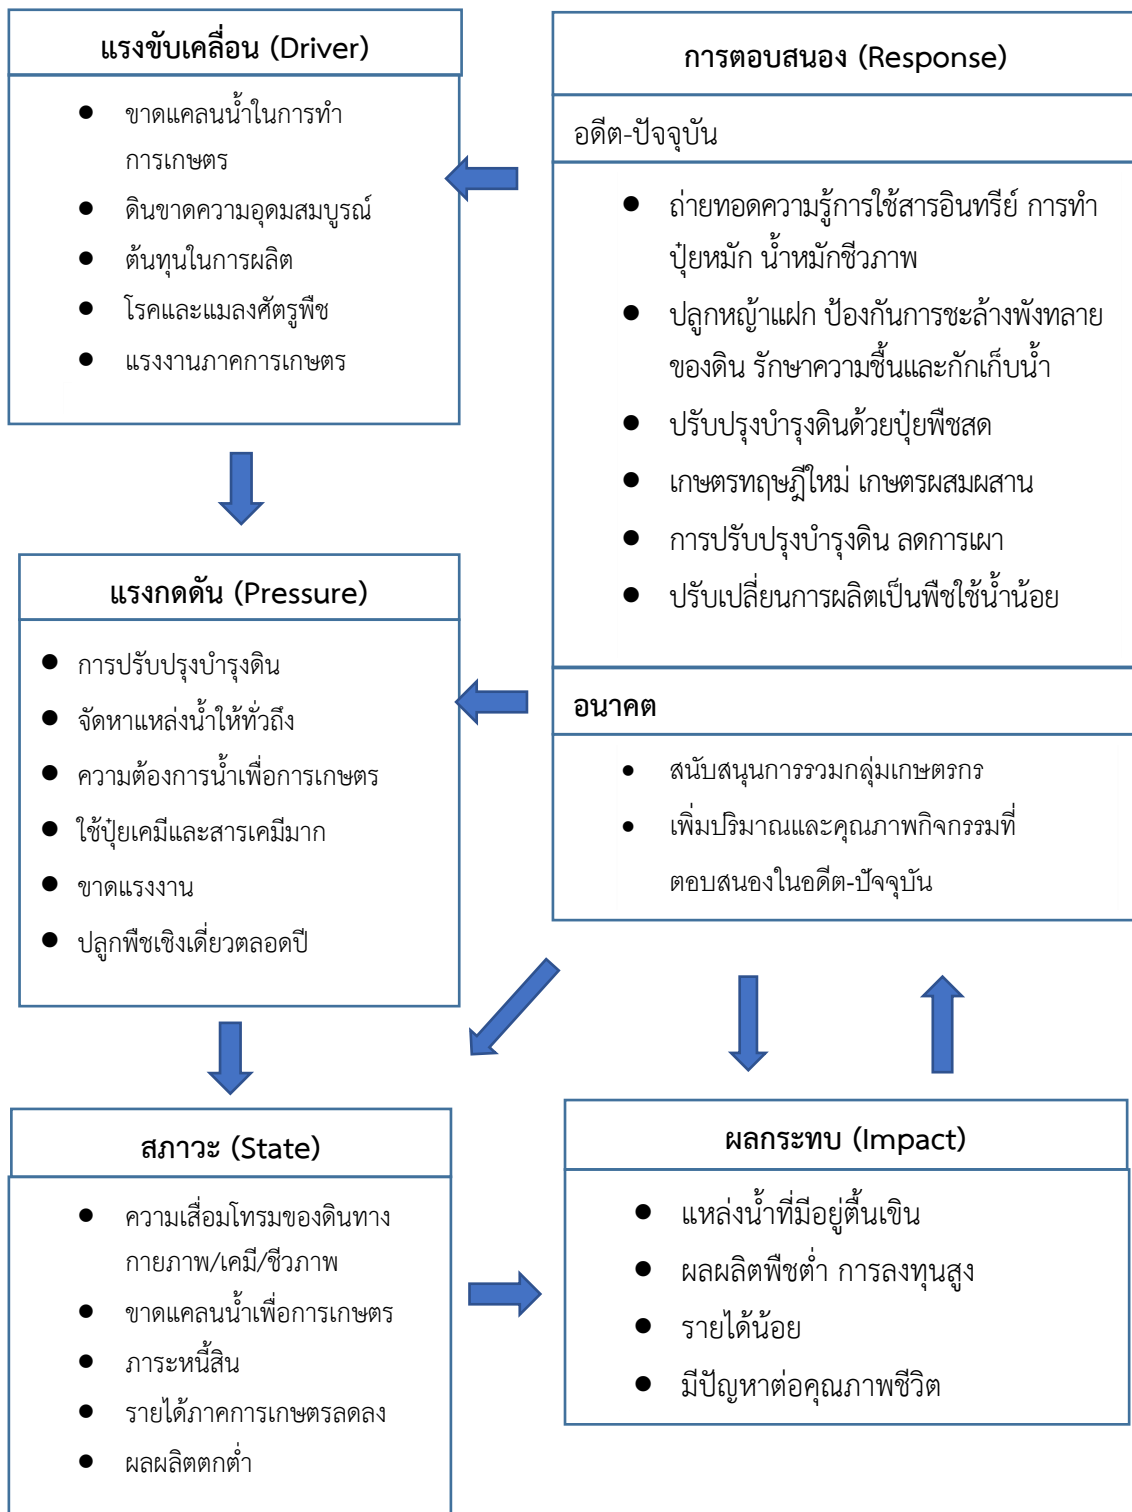 แรงขับเคลื่อน (Driver)
● ขาดแคลนน้ำในการทำ
การเกษตร
● ดินขาดความอุดมสมบูรณ์
● ต้นทุนในการผลิต
● โรคและแมลงศัตรูพืช
● แรงงานภาคการเกษตร
การตอบสนอง (Response)
อดีต-ปัจจุบัน
● ถ่ายทอดความรู้การใช้สารอินทรีย์ การทำ
ปุ๋ยหมัก น้ำหมักชีวภาพ
● ปลูกหญ้าแฝก ป้องกันการชะล้างพังทลาย
ของดิน รักษาความชื้นและกักเก็บน้ำ
● ปรับปรุงบำรุงดินด้วยปุ๋ยพืชสด
● เกษตรทฤษฎีใหม่ เกษตรผสมผสาน
● การปรับปรุงบำรุงดิน ลดการเผา
● ปรับเปลี่ยนการผลิตเป็นพืชใช้น้ำน้อย
อนาคต
● สนับสนุนการรวมกลุ่มเกษตรกร
● เพิ่มปริมาณและคุณภาพกิจกรรมที่
ตอบสนองในอดีต-ปัจจุบัน
แรงกดดัน (Pressure)
● การปรับปรุงบำรุงดิน
● จัดหาแหล่งน้ำให้ทั่วถึง
● ความต้องการน้ำเพื่อการเกษตร
● ใช้ปุ๋ยเคมีและสารเคมีมาก
● ขาดแรงงาน
● ปลูกพืชเชิงเดี่ยวตลอดปี
สภาวะ (State)
● ความเสื่อมโทรมของดินทาง
กายภาพ/เคมี/ชีวภาพ
● ขาดแคลนน้ำเพื่อการเกษตร
● ภาระหนี้สิน
● รายได้ภาคการเกษตรลดลง
● ผลผลิตตกต่ำ
ผลกระทบ (Impact)
● แหล่งน้ำที่มีอยู่ตื้นเขิน
● ผลผลิตพืชต่ำ การลงทุนสูง
● รายได้น้อย
● มีปัญหาต่อคุณภาพชีวิต